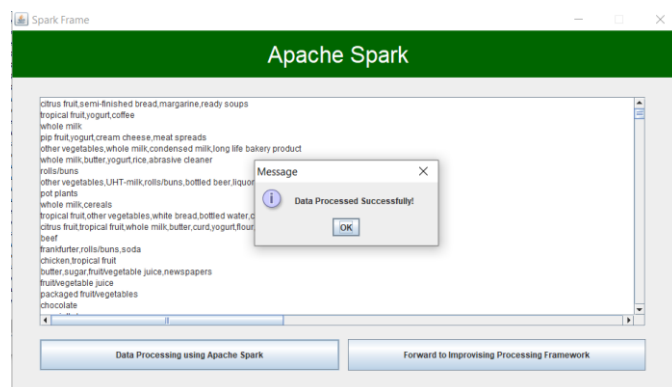 Spark Frame
Apache Spark
citrus fruit,semi-finished bread,margarine,ready soups
tropical fruit,yogurt,coffee
whole milk
pip fruit,yogurt,cream cheese,meat spreads
other vegetables,whole milk,condensed milk,long life bakery product
whole milk,butter,yogurt,rice,abrasive cleaner
rolls/buns
other vegetables,UHT-milk,rolls/buns,bottled beer,liquor
pot plants
whole milk,cereals
tropical fruit,other vegetables,white bread,bottled water,c
citrus fruit,tropical fruit,whole milk,butter,curd,yogurt,flour,
beef
frankfurter,rolls/buns,soda
chicken,tropical fruit
butter,sugar,fruit/vegetable juice,newspapers
fruit/vegetable juice
packaged fruit/vegetables
chocolate
Message
Data Processed Successfully!
OK
Data Processing using Apache Spark
Forward to Improvising Processing Framework